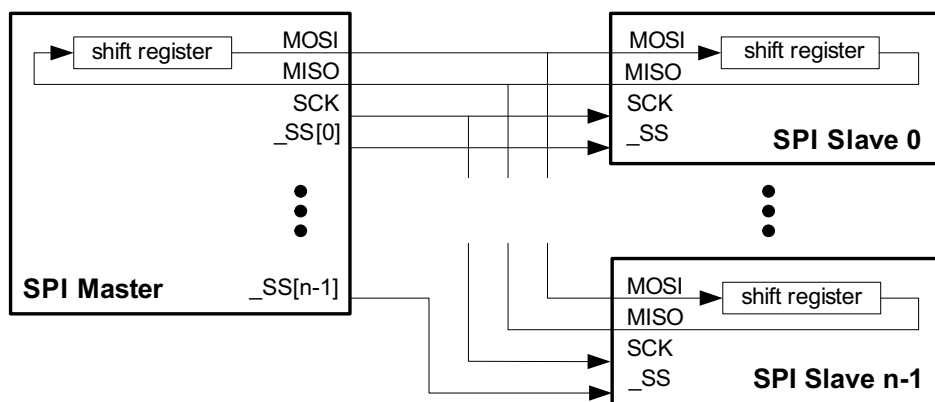 shift register
MOSI
MISO
SCK
_SS[0]
_SS[n-1]
SPI Master
MOSI
shift register
MISO
SCK
_SS
SPI Slave 0
MOSI
shift register
MISO
SCK
_SS
SPI Slave n-1